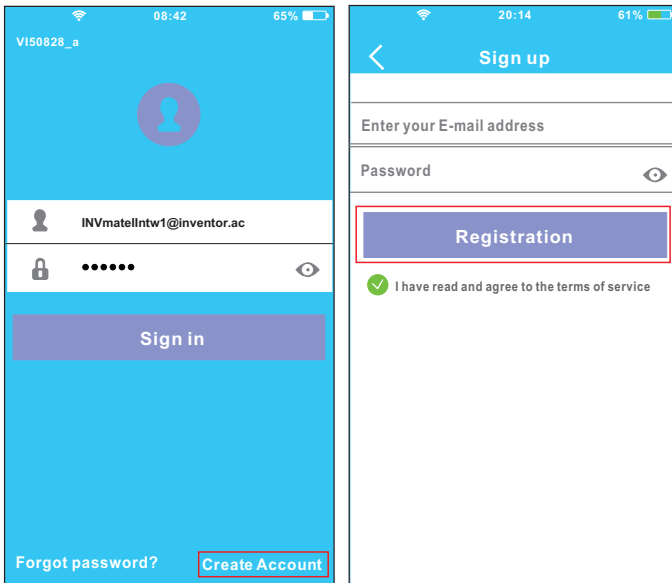 08:42 65%
VI50828_a
INVmatelIntw1@inventor.ac
••••••
Sign in
Forgot password? Create Account
20:14 61%
Sign up
Enter your E-mail address
Password
Registration
I have read and agree to the terms of service